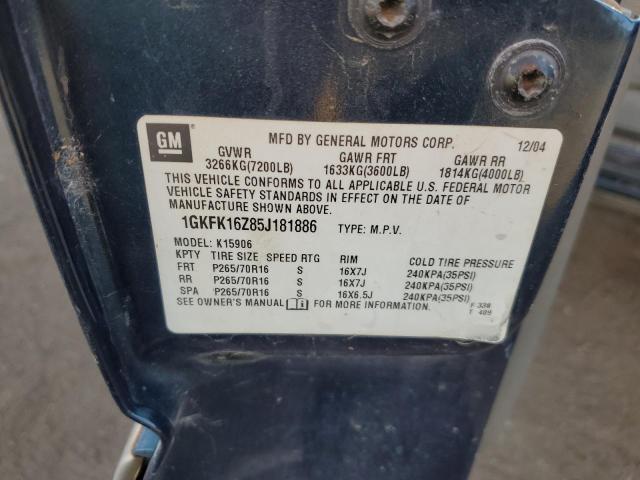 GM
MFD BY GENERAL MOTORS CORP. 12/04
GVWR GAWR FRT GAWR RR
3266KG(7200LB) 1633KG(3600LB) 1814KG(4000LB)
THIS VEHICLE CONFORMS TO ALL APPLICABLE U.S. FEDERAL MOTOR
VEHICLE SAFETY STANDARDS IN EFFECT ON THE DATE OF
MANUFACTURE SHOWN ABOVE.
1GKFK16Z85J181886 TYPE: M.P.V.
MODEL: K15906
KPTY TIRE SIZE SPEED RTG RIM COLD TIRE PRESSURE
FRT P265/70R16 S 16X7J 240KPA(35PSI)
RR P265/70R16 S 16X7J 240KPA(35PSI)
SPA P265/70R16 S 16X6.5J 240KPA(35PSI)
SEE OWNER'S MANUAL FOR MORE INFORMATION.
F 338
T 409